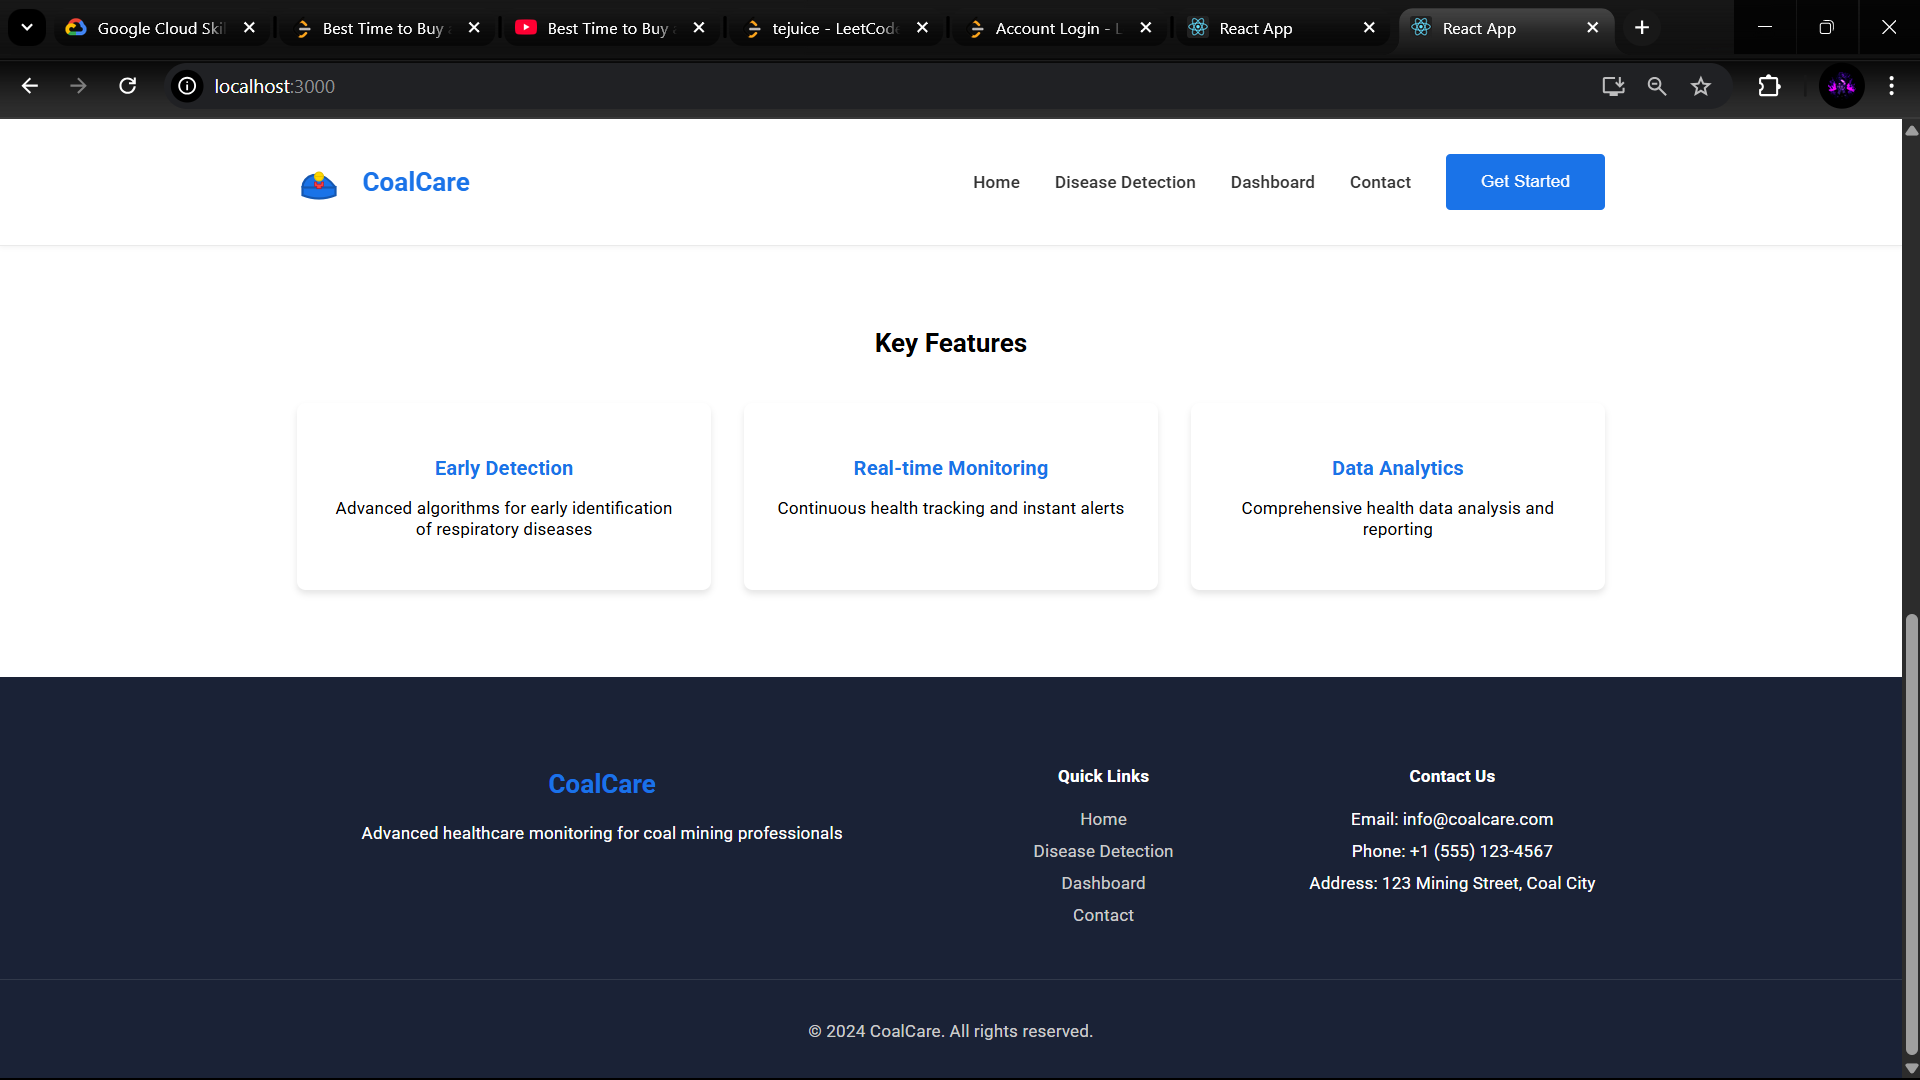 Google Cloud Skil
Best Time to Buy a
Best Time to Buy a
tejuice - LeetCode
Account Login - L
React App
React App
localhost:3000
CoalCare
Home
Disease Detection
Dashboard
Contact
Get Started
Key Features
Early Detection
Advanced algorithms for early identification
of respiratory diseases
Real-time Monitoring
Continuous health tracking and instant alerts
Data Analytics
Comprehensive health data analysis and
reporting
CoalCare
Advanced healthcare monitoring for coal mining professionals
Quick Links
Home
Disease Detection
Dashboard
Contact
Contact Us
Email: info@coalcare.com
Phone: +1 (555) 123-4567
Address: 123 Mining Street, Coal City
© 2024 CoalCare. All rights reserved.